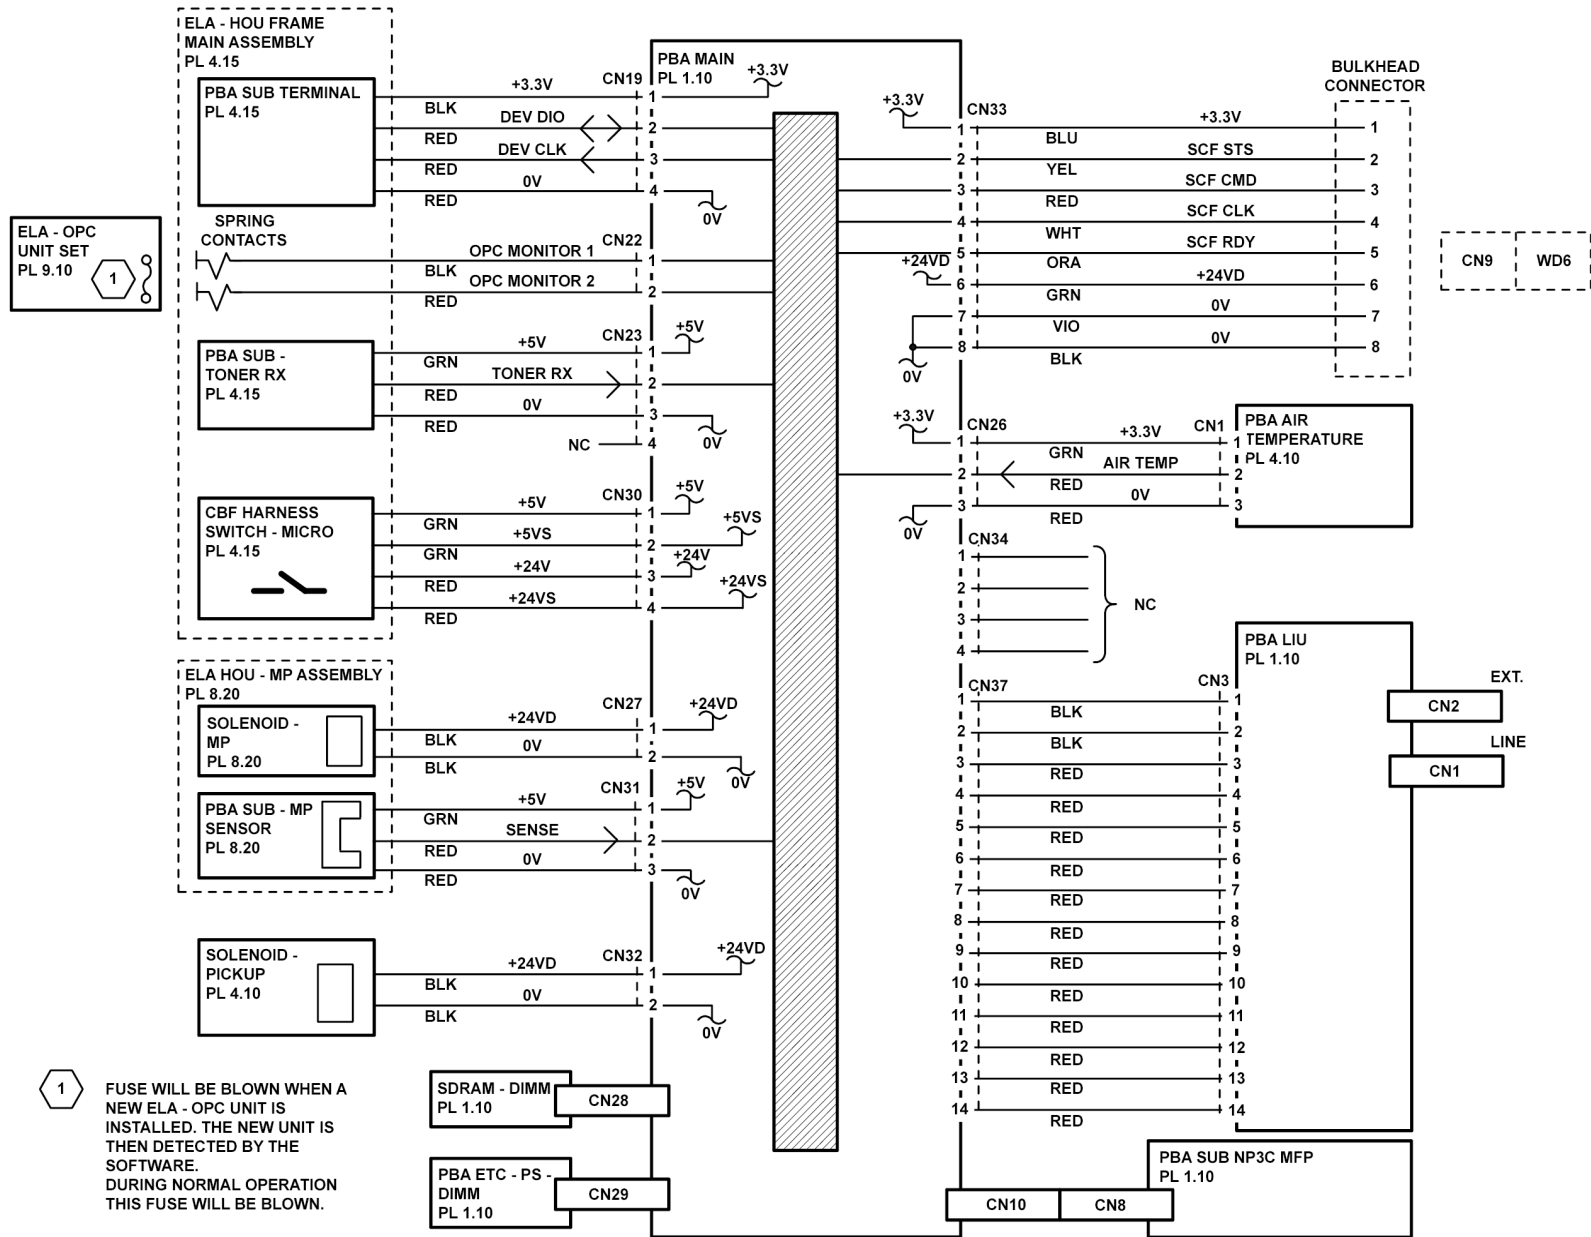 ELA - HOU FRAME
MAIN ASSEMBLY
PL 4.15
PBA SUB TERMINAL
PL 4.15
+3.3V
BLK
DEV DIO
RED
DEV CLK
RED
0V
RED
CN19
1
2
3
4
PBA MAIN
PL 1.10
+3.3V
0V
ELA - OPC
UNIT SET
PL 9.10
1
SPRING
CONTACTS
OPC MONITOR 1
BLK
OPC MONITOR 2
RED
CN22
1
2
PBA SUB -
TONER RX
PL 4.15
+5V
GRN
TONER RX
RED
0V
RED
NC
CN23
1
2
3
4
+5V
0V
CBF HARNESS
SWITCH - MICRO
PL 4.15
+5V
GRN
+5VS
GRN
+24V
RED
+24VS
RED
CN30
1
2
3
4
+5V
+5VS
+24V
+24VS
ELA HOU - MP ASSEMBLY
PL 8.20
SOLENOID -
MP
PL 8.20
+24VD
BLK
0V
BLK
CN27
1
2
+24VD
0V
PBA SUB - MP
SENSOR
PL 8.20
+5V
GRN
SENSE
RED
0V
RED
CN31
1
2
3
+5V
0V
SOLENOID -
PICKUP
PL 4.10
+24VD
BLK
0V
BLK
CN32
1
2
+24VD
0V
1
FUSE WILL BE BLOWN WHEN A
NEW ELA - OPC UNIT IS
INSTALLED. THE NEW UNIT IS
THEN DETECTED BY THE
SOFTWARE.
DURING NORMAL OPERATION
THIS FUSE WILL BE BLOWN.
SDRAM - DIMM
PL 1.10
CN28
PBA ETC - PS -
DIMM
PL 1.10
CN29
+3.3V
+24VD
0V
CN33
1
2
3
4
5
6
7
8
+3.3V
BLU
SCF STS
YEL
SCF CMD
RED
SCF CLK
WHT
SCF RDY
ORA
+24VD
GRN
0V
VIO
0V
BLK
BULKHEAD
CONNECTOR
1
2
3
4
5
6
7
8
CN9
WD6
+3.3V
0V
CN26
1
2
3
+3.3V
GRN
AIR TEMP
RED
0V
RED
CN1
1
2
3
PBA AIR
TEMPERATURE
PL 4.10
CN34
1
2
3
4
NC
CN37
1
2
3
4
5
6
7
8
9
10
11
12
13
14
BLK
BLK
RED
RED
RED
RED
RED
RED
RED
RED
RED
RED
RED
RED
CN3
1
2
3
4
5
6
7
8
9
10
11
12
13
14
PBA LIU
PL 1.10
EXT.
CN2
LINE
CN1
PBA SUB NP3C MFP
PL 1.10
CN10
CN8